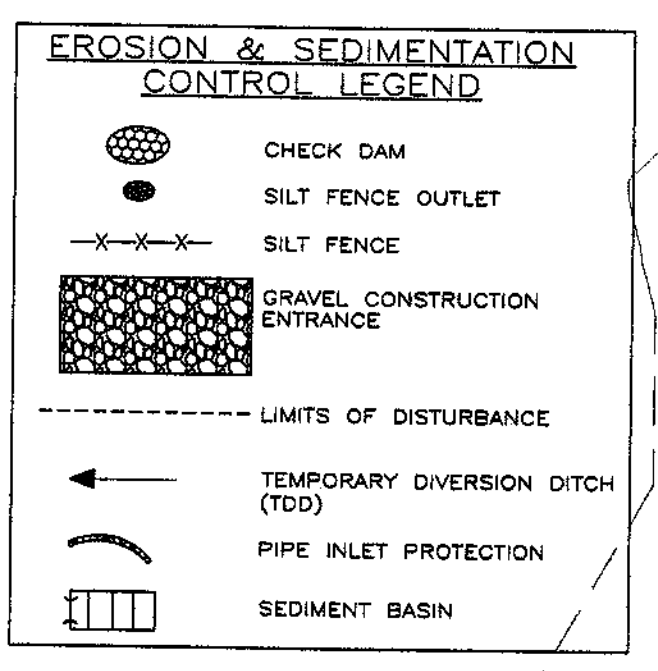 EROSION & SEDIMENTATION
CONTROL LEGEND
CHECK DAM
SILT FENCE OUTLET
SILT FENCE
GRAVEL CONSTRUCTION
ENTRANCE
LIMITS OF DISTURBANCE
TEMPORARY DIVERSION DITCH
(TDD)
PIPE INLET PROTECTION
SEDIMENT BASIN